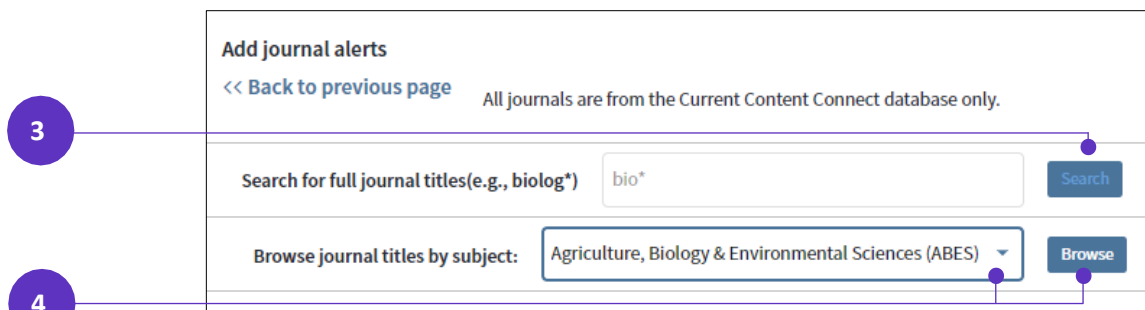 Add journal alerts
<< Back to previous page
All journals are from the Current Content Connect database only.
3
Search for full journal titles(e.g., biolog*)
bio*
Search
Browse journal titles by subject:
Agriculture, Biology & Environmental Sciences (ABES)
Browse
4